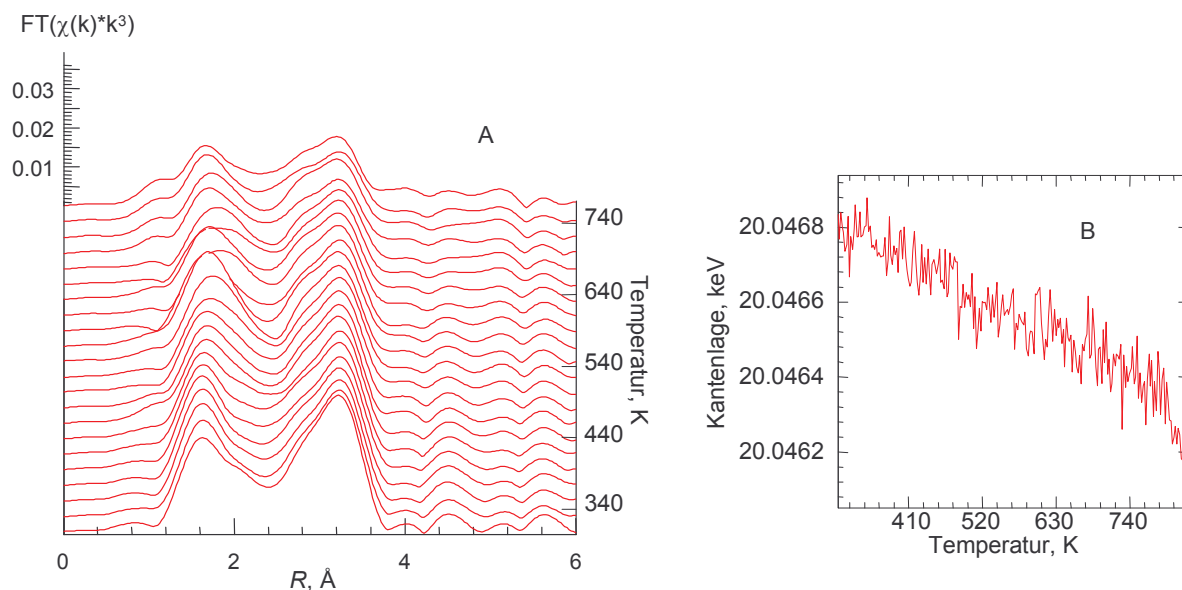 FT(χ(k)*k³)
0.03
0.02
0.01
A
740
640
540
440
340
Temperatur, K
0
2
4
6
R, Å
B
20.0468
20.0466
20.0464
20.0462
Kantenlage, keV
410
520
630
740
Temperatur, K